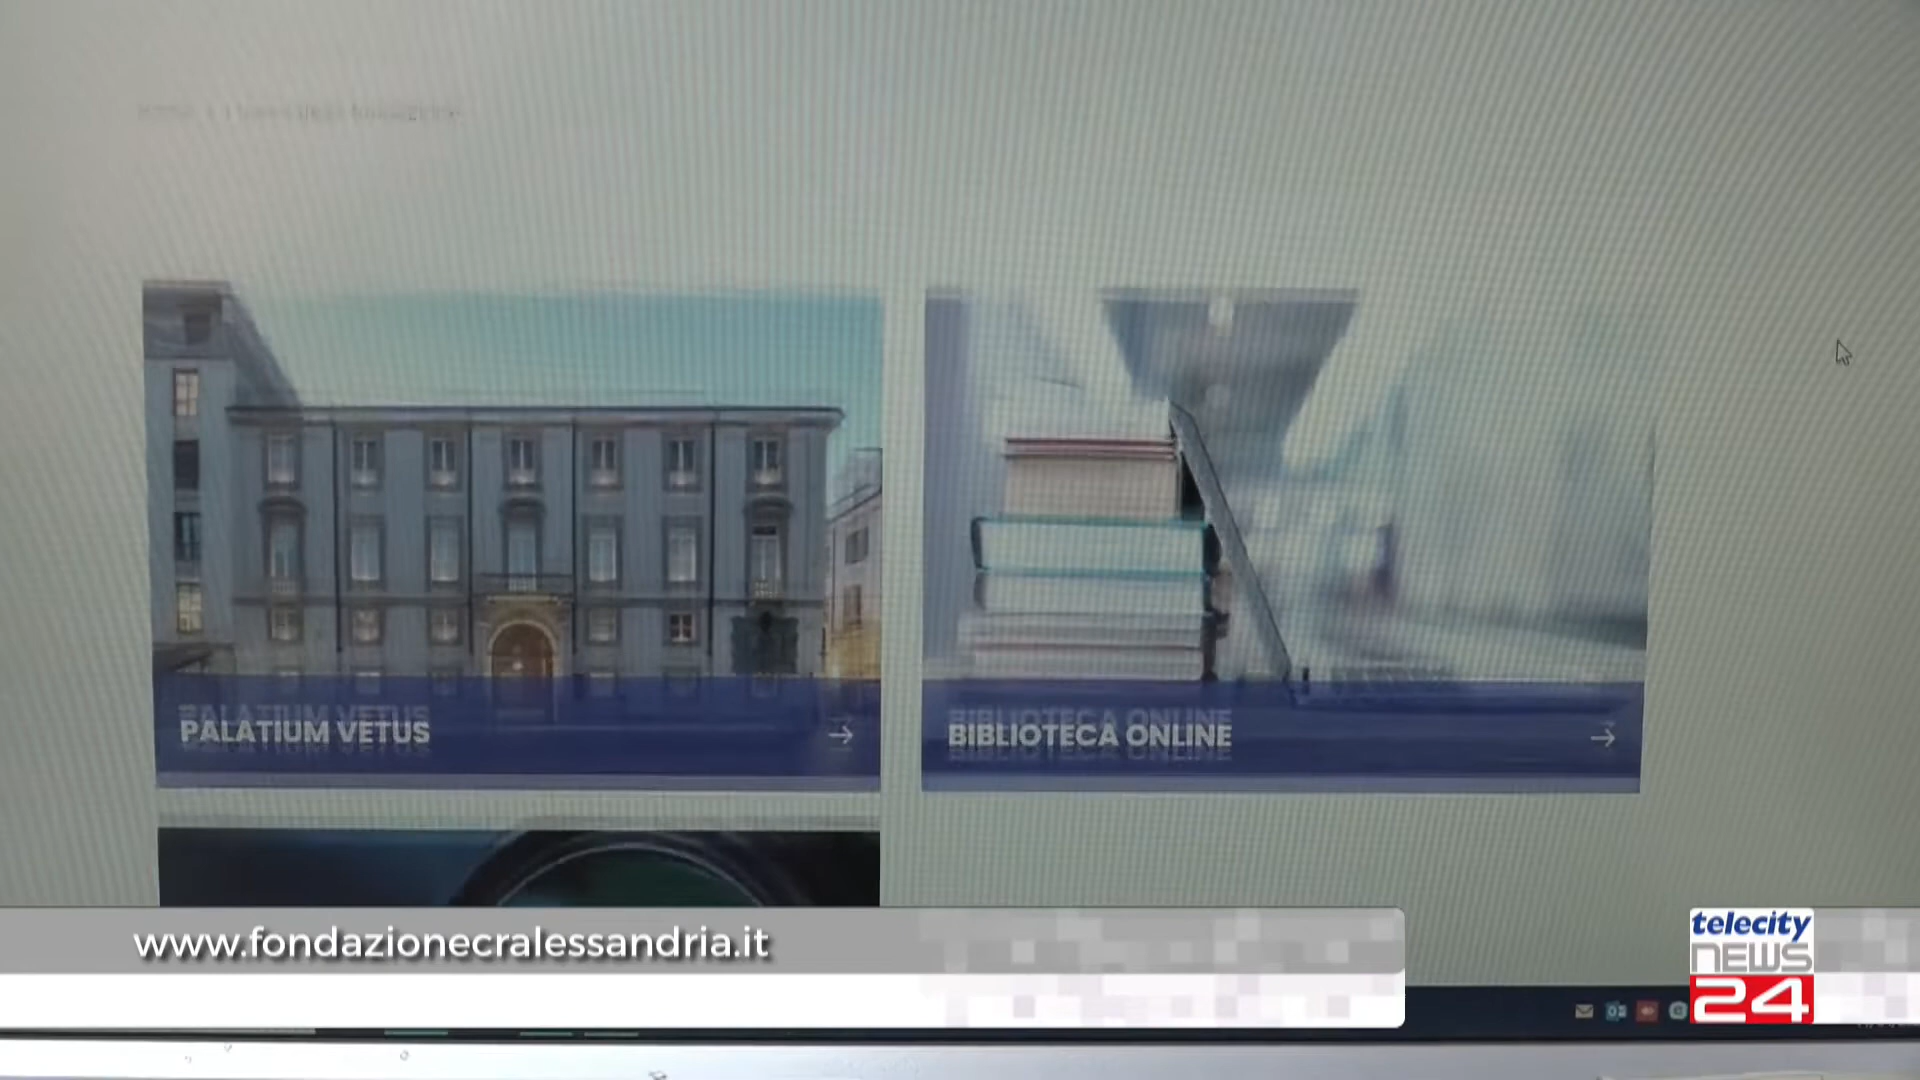 PALATIUM VETUS
BIBLIOTECA ONLINE
www.fondazionecralessandria.it
telecity
NEWS
24